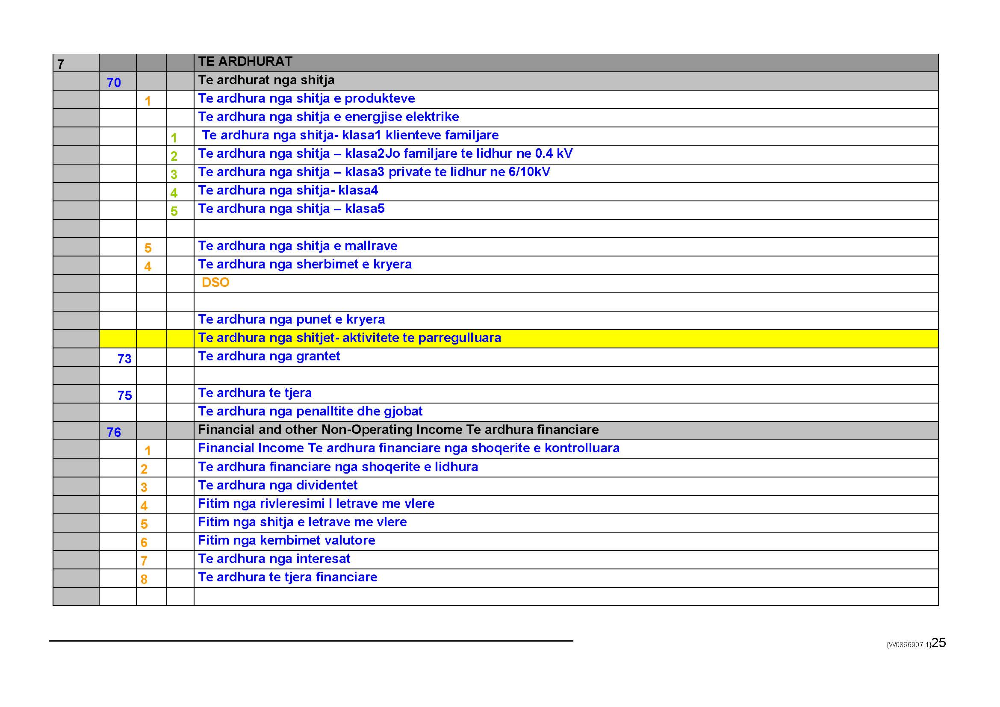 7 TE ARDHURAT
70 Te ardhurat nga shitja
1 Te ardhura nga shitja e produkteve
Te ardhura nga shitja e energjise elektrike
1 Te ardhura nga shitja- klasa1 klienteve familjare
2 Te ardhura nga shitja – klasa2Jo familjare te lidhur ne 0.4 kV
3 Te ardhura nga shitja – klasa3 private te lidhur ne 6/10kV
4 Te ardhura nga shitja- klasa4
5 Te ardhura nga shitja – klasa5
5 Te ardhura nga shitja e mallrave
4 Te ardhura nga sherbimet e kryera
DSO
Te ardhura nga punet e kryera
Te ardhura nga shitjet- aktivitete te parregulluara
73 Te ardhura nga grantet
75 Te ardhura te tjera
Te ardhura nga penalltite dhe gjobat
76 Financial and other Non-Operating Income Te ardhura financiare
1 Financial Income Te ardhura financiare nga shoqerite e kontrolluara
2 Te ardhura financiare nga shoqerite e lidhura
3 Te ardhura nga dividentet
4 Fitim nga rivleresimi I letrave me vlere
5 Fitim nga shitja e letrave me vlere
6 Fitim nga kembimet valutore
7 Te ardhura nga interesat
8 Te ardhura te tjera financiare
{W0866907.1}25